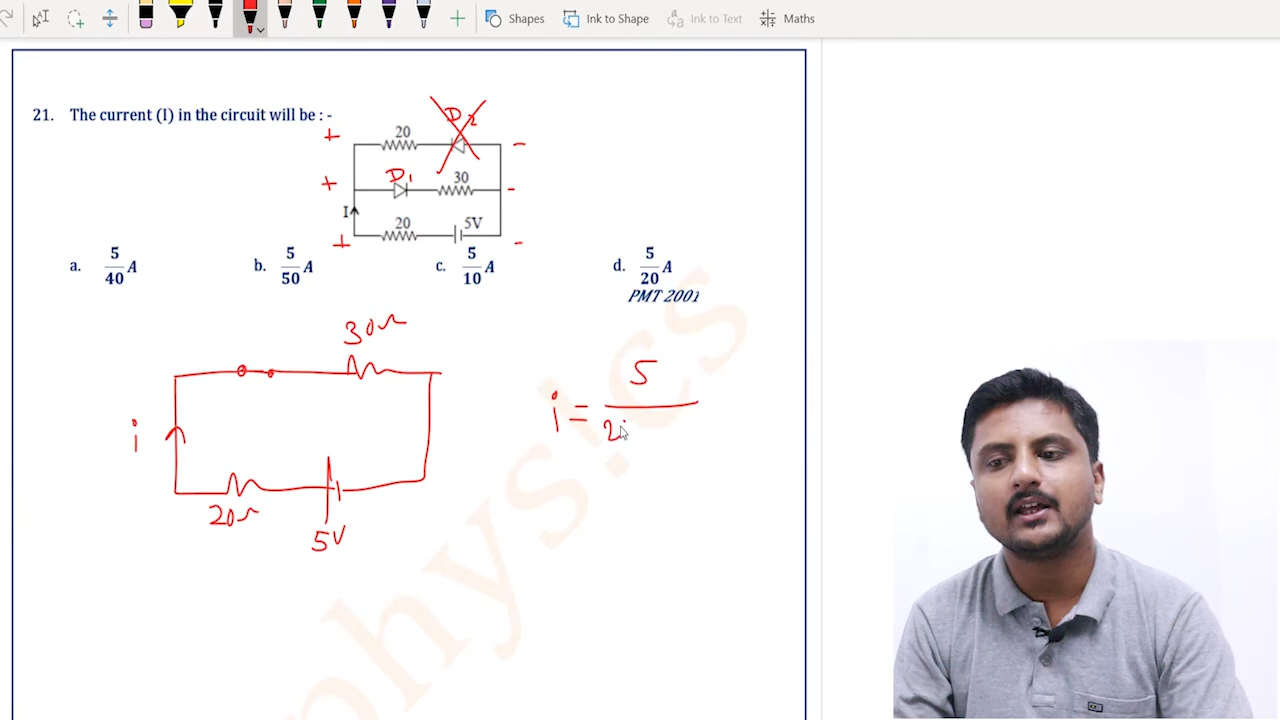 Shapes Ink to Shape Ink to Text Maths
21. The current (I) in the circuit will be : -
D2
+ 20 -
D1
+ 30 -
I
20 5V
+ -
a. 5/40 A b. 5/50 A c. 5/10 A d. 5/20 A
PMT 2001
30Ω
i
20Ω
5V
i = 5
2
physics